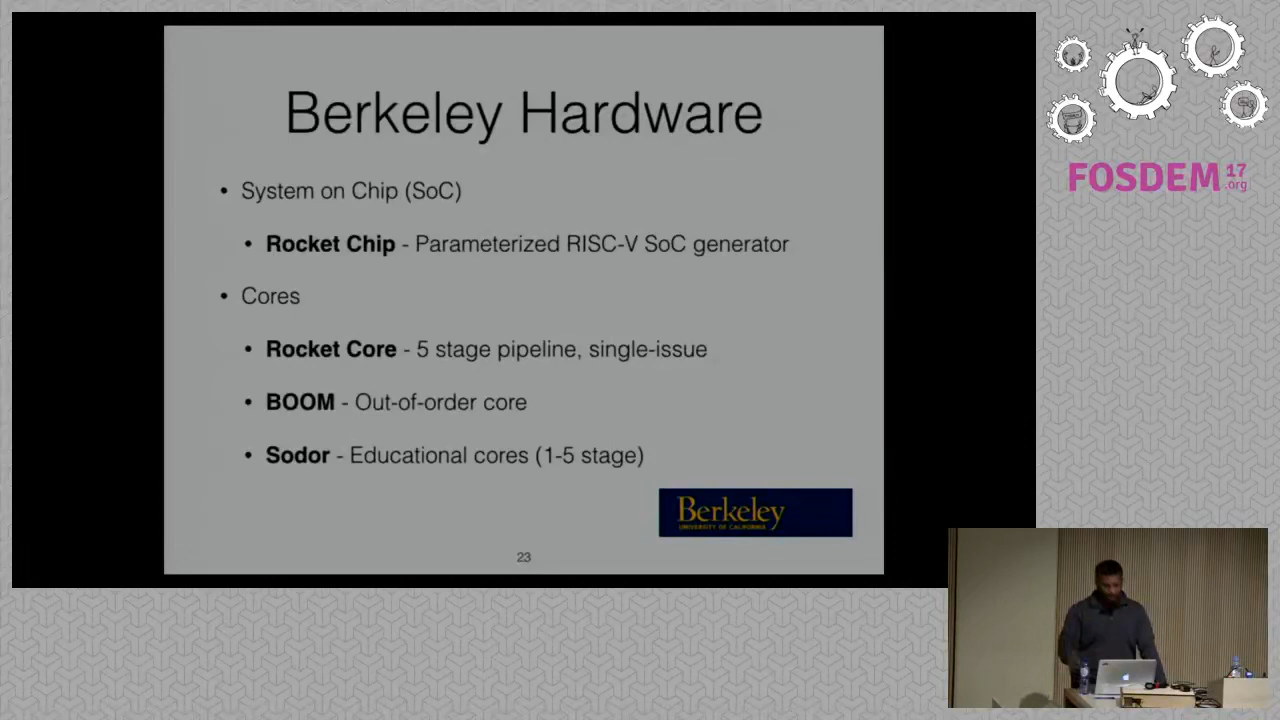 Berkeley Hardware
• System on Chip (SoC)
• Rocket Chip - Parameterized RISC-V SoC generator
• Cores
• Rocket Core - 5 stage pipeline, single-issue
• BOOM - Out-of-order core
• Sodor - Educational cores (1-5 stage)
Berkeley
UNIVERSITY OF CALIFORNIA
23
FOSDEM 17
.org